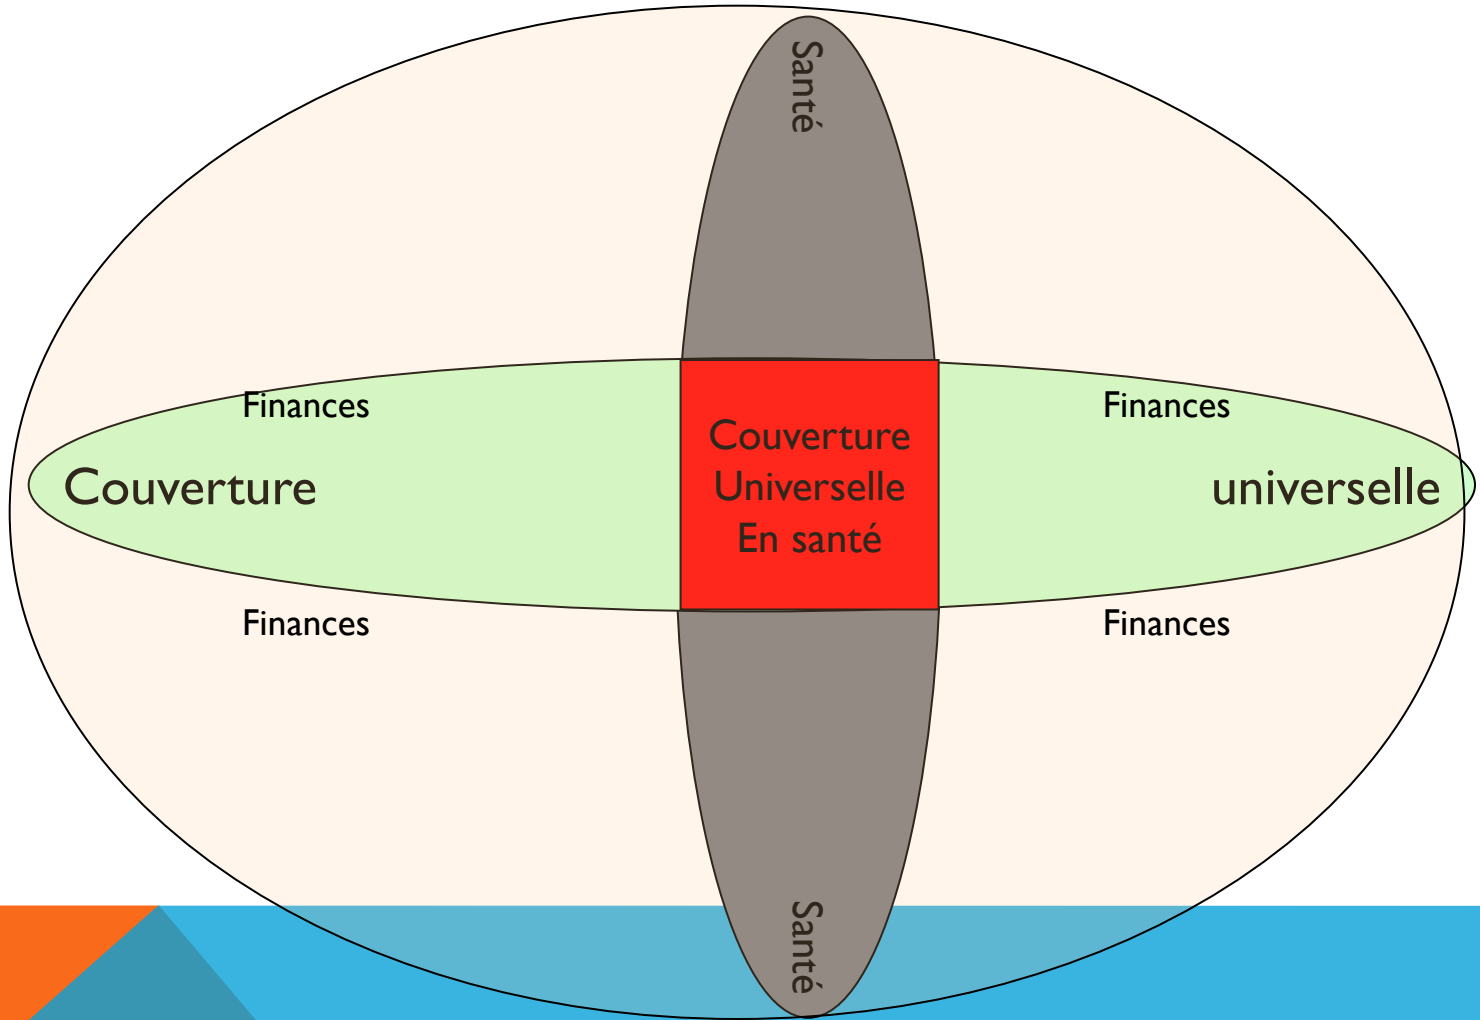 Santé
Finances
Finances
Couverture
Couverture
Universelle
En santé
universelle
Finances
Finances
Santé